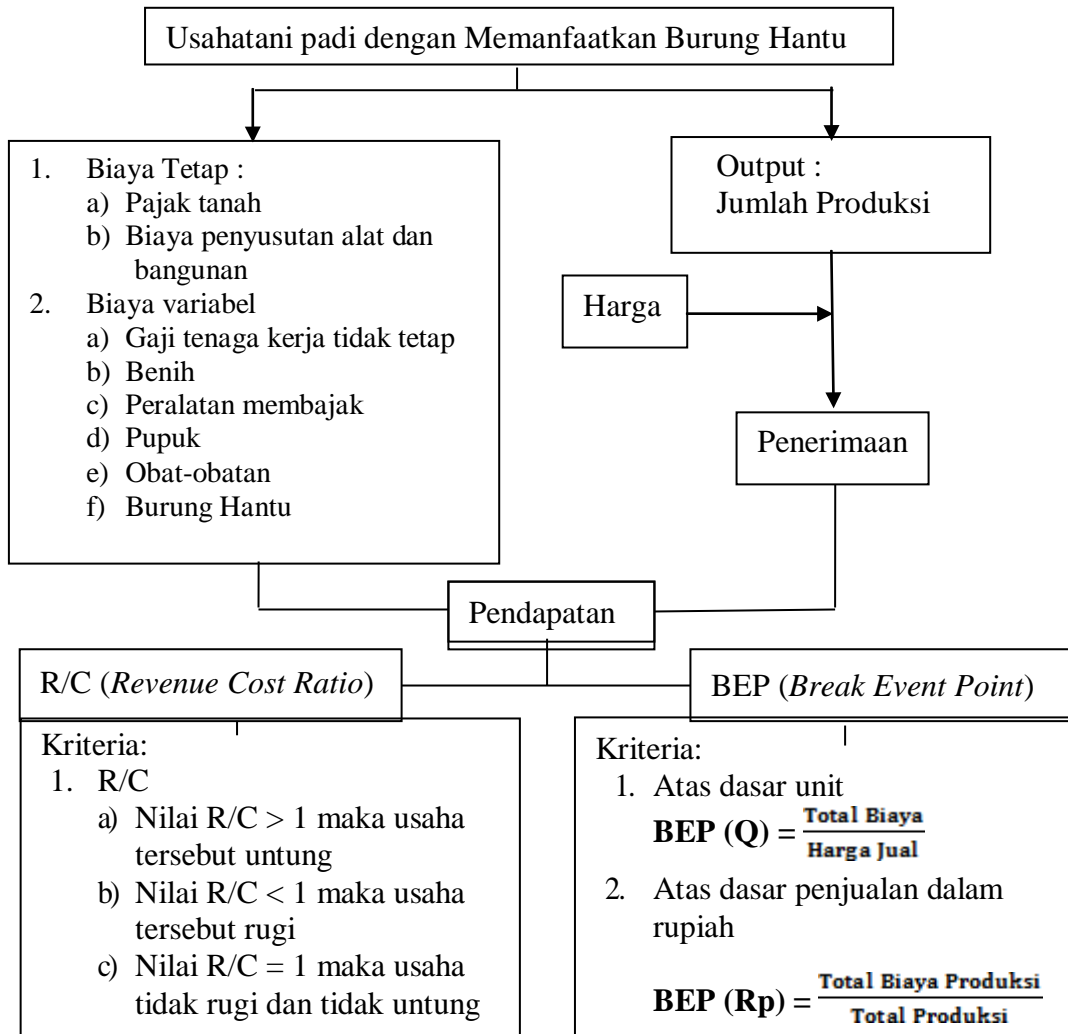 Usahatani padi dengan Memanfaatkan Burung Hantu
1. Biaya Tetap :
a) Pajak tanah
b) Biaya penyusutan alat dan
bangunan
2. Biaya variabel
a) Gaji tenaga kerja tidak tetap
b) Benih
c) Peralatan membajak
d) Pupuk
e) Obat-obatan
f) Burung Hantu
Output :
Jumlah Produksi
Harga
Penerimaan
Pendapatan
R/C (Revenue Cost Ratio)
Kriteria:
1. R/C
a) Nilai R/C > 1 maka usaha
tersebut untung
b) Nilai R/C < 1 maka usaha
tersebut rugi
c) Nilai R/C = 1 maka usaha
tidak rugi dan tidak untung
BEP (Break Event Point)
Kriteria:
1. Atas dasar unit
BEP (Q) = Total Biaya / Harga Jual
2. Atas dasar penjualan dalam
rupiah
BEP (Rp) = Total Biaya Produksi / Total Produksi